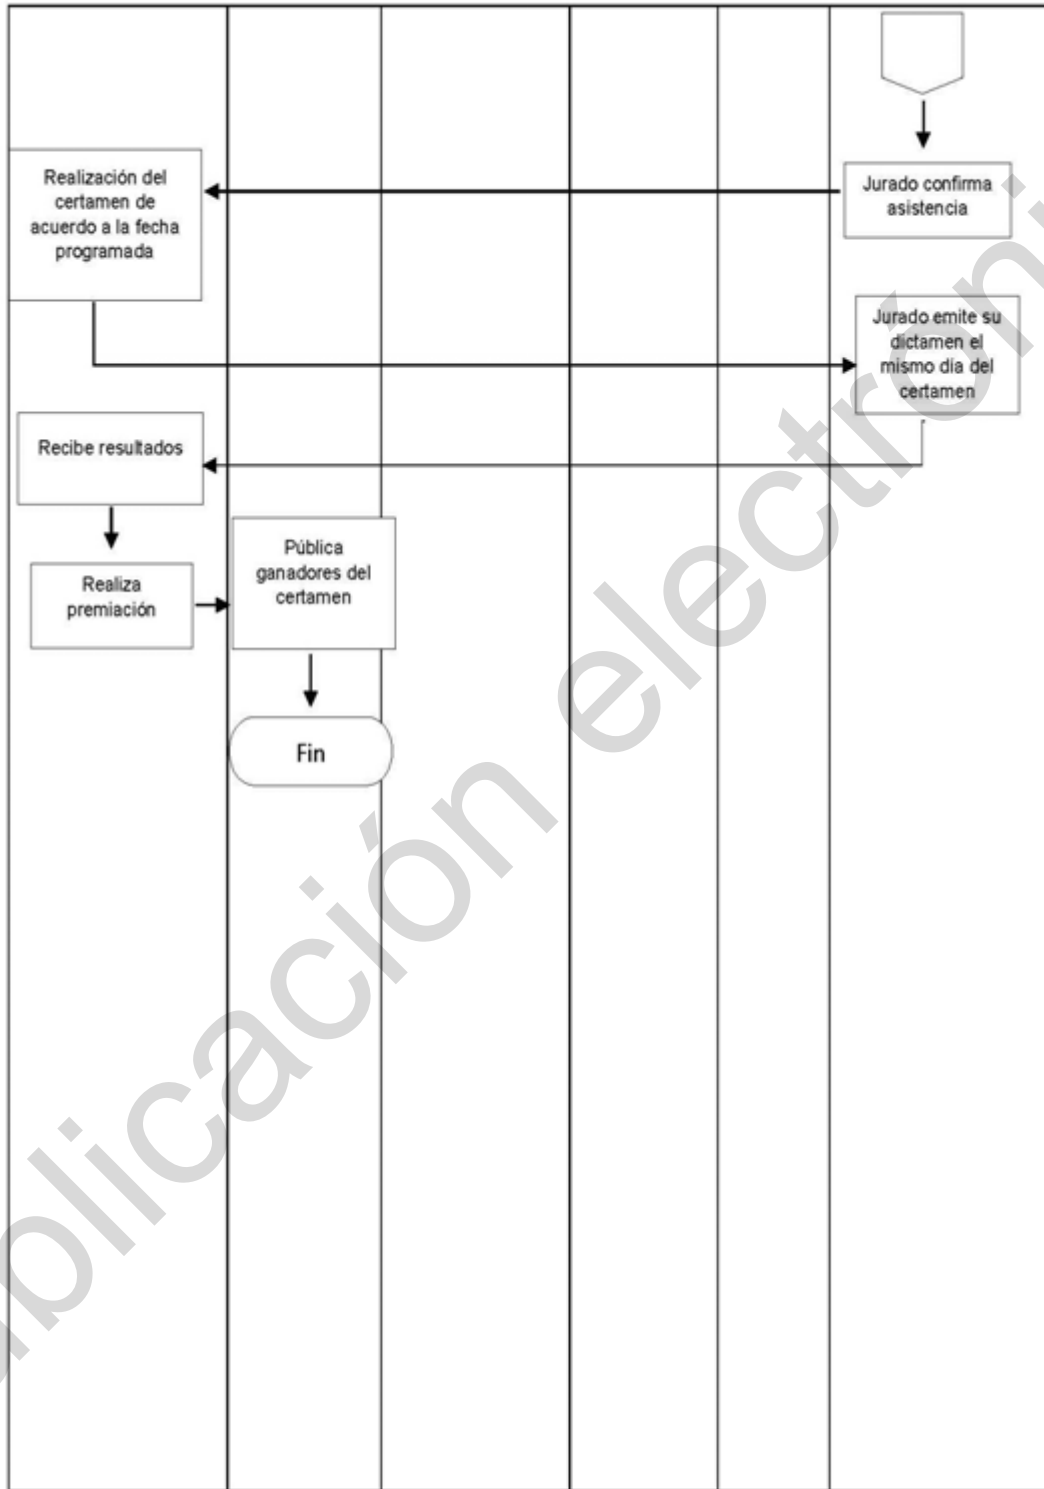 Jurado confirma
asistencia
Realización del
certamen de
acuerdo a la fecha
programada
Jurado emite su
dictamen el
mismo día del
certamen
Recibe resultados
Realiza
premiación
Pública
ganadores del
certamen
Fin
blicación electróni